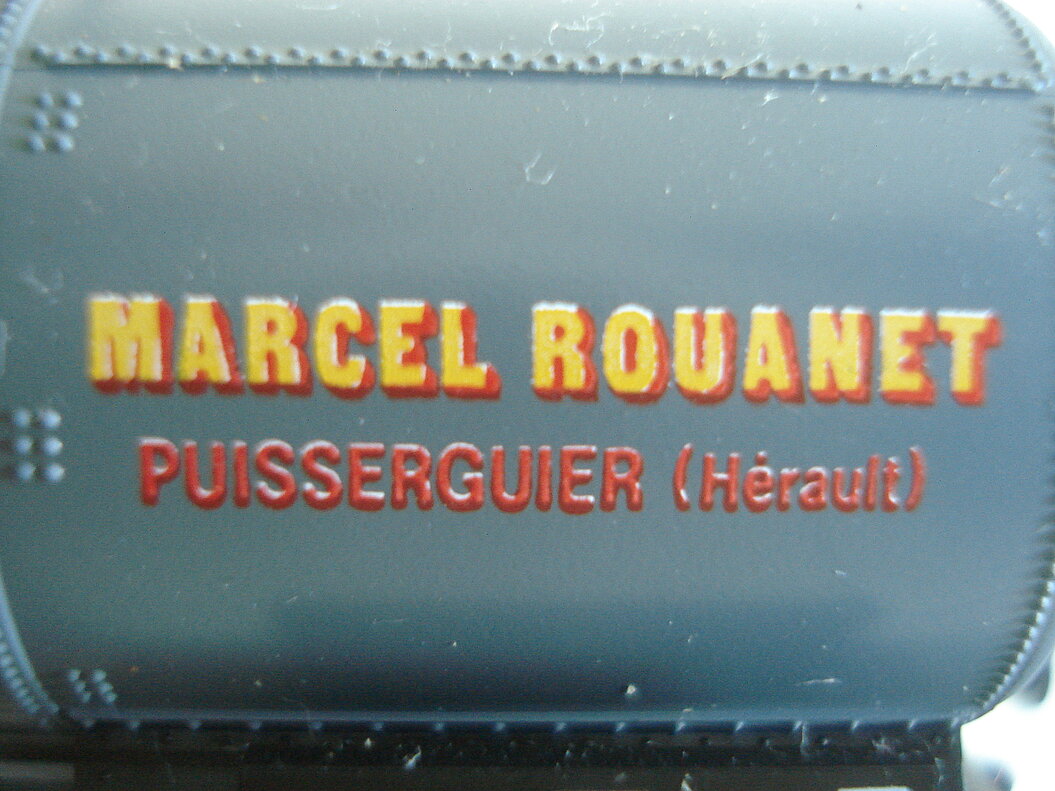 MARCEL ROUANET
PUISSERGUIER (Hérault)